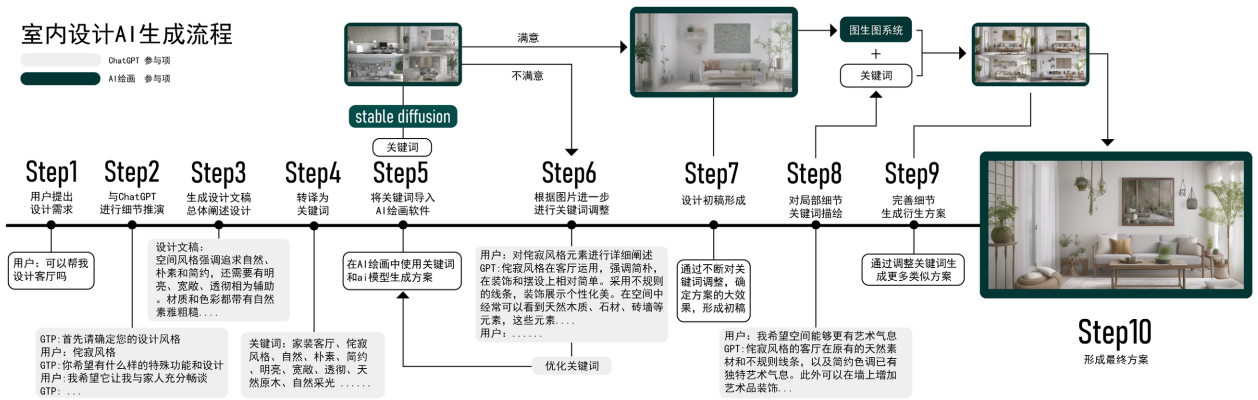 室内设计AI生成流程
ChatGPT 参与项
AI绘画 参与项
满意
不满意
图生图系统
+
关键词
stable diffusion
关键词
Step1
用户提出
设计需求
Step2
与ChatGPT
进行细节推演
Step3
生成设计文稿
总体阐述设计
Step4
转译为
关键词
Step5
将关键词导入
AI绘画软件
Step6
根据图片进一步
进行关键词调整
Step7
设计初稿形成
Step8
对局部细节
关键词描绘
Step9
完善细节
生成衍生方案
用户：可以帮我
设计客厅吗
GTP:首先请确定您的设计风格
用户：侘寂风格
GTP:你希望有什么样的特殊功能和设计
用户:我希望它让我与家人充分畅谈
GTP: ...
设计文稿：
空间风格强调追求自然、
朴素和简约，还需要有明
亮、宽敞、透彻相为辅助
。材质和色彩都带有自然
素雅粗糙....
关键词：家装客厅、侘寂
风格、自然、朴素、简约
、明亮、宽敞、透彻、天
然原木、自然采光 ......
在AI绘画中使用关键词
和ai模型生成方案
用户：对侘寂风格元素进行详细阐述
GPT:侘寂风格在客厅运用，强调简朴，
在装饰和摆设上相对简单。采用不规则
的线条，装饰展示个性化美。在空间中
经常可以看到天然木质、石材、砖墙等
元素，这些元素....
用户：......
优化关键词
通过不断对关
键词调整，确
定方案的大效
果，形成初稿
用户：我希望空间能够更有艺术气息
GPT:侘寂风格的客厅在原有的天然素
材和不规则线条，以及简约色调已有
独特艺术气息。此外可以在墙上增加
艺术品装饰...
通过调整关键词生
成更多类似方案
Step10
形成最终方案